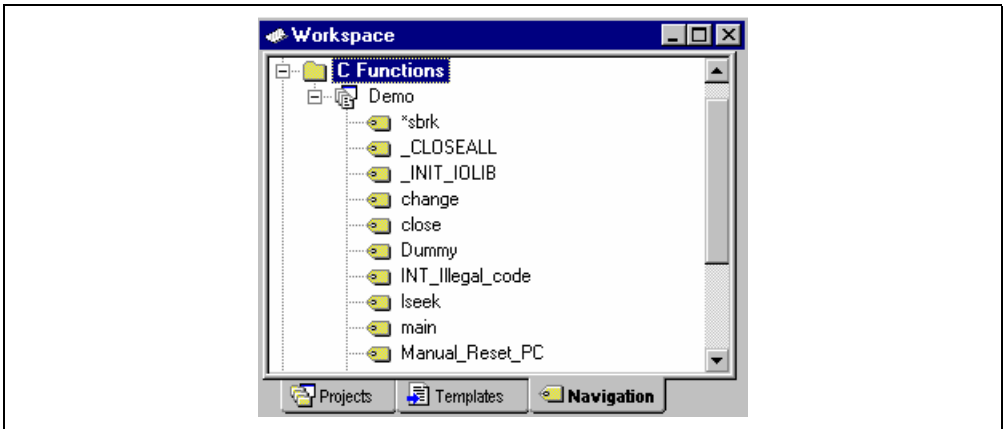 Workspace
C Functions
Demo
*sbrk
_CLOSEALL
_INIT_IOLIB
change
close
Dummy
INT_Illegal_code
lseek
main
Manual_Reset_PC
Projects Templates Navigation